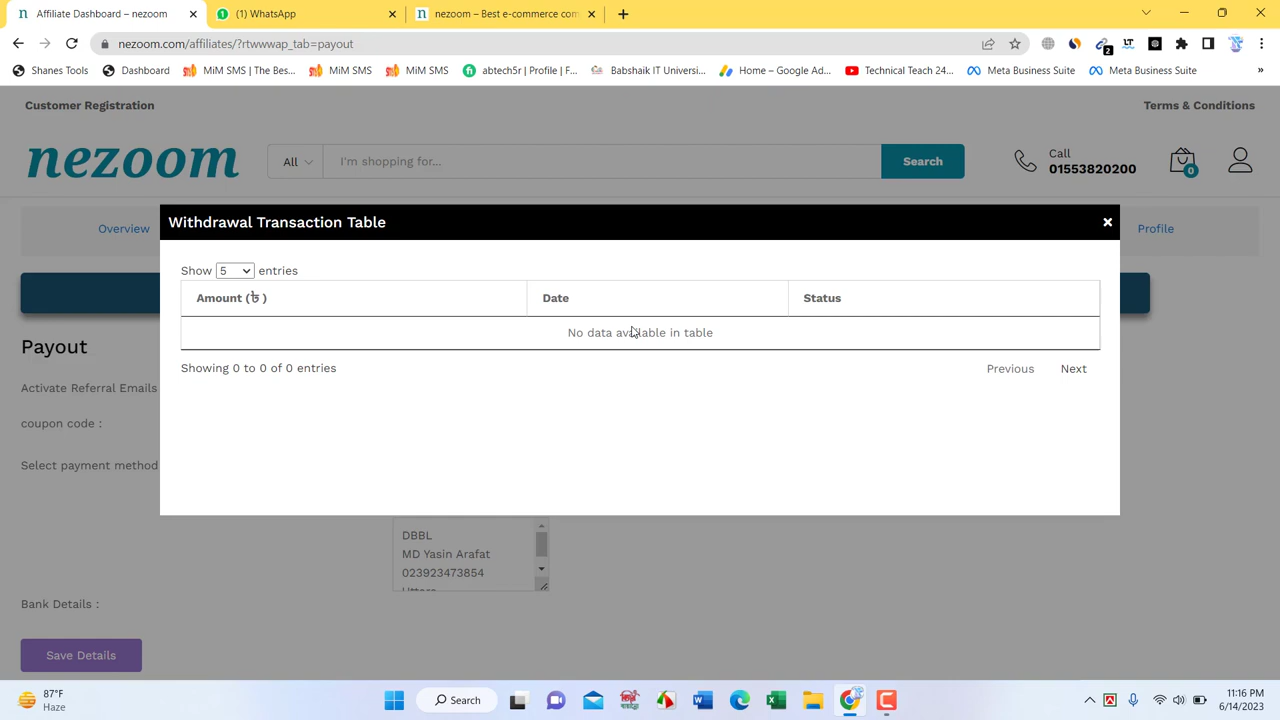 Affiliate Dashboard – nezoom
(1) WhatsApp
nezoom – Best e-commerce com
nezoom.com/affiliates/?rtwwwap_tab=payout
2
Shanes Tools
Dashboard
MiM SMS | The Bes...
MiM SMS
MiM SMS
abtech5r | Profile | F...
Babshaik IT Universi...
Home – Google Ad...
Technical Teach 24...
Meta Business Suite
Meta Business Suite
»
Customer Registration
Terms & Conditions
nezoom
All
I'm shopping for...
Search
Call
01553820200
0
Overview
Profile
Withdrawal Transaction Table
×
Show 5 entries
Amount (৳ )
Date
Status
No data available in table
Showing 0 to 0 of 0 entries
Previous
Next
Payout
Activate Referral Emails
coupon code :
Select payment method
DBBL
MD Yasin Arafat
023923473854
Bank Details :
Save Details
87°F
Haze
Search
11:16 PM
6/14/2023